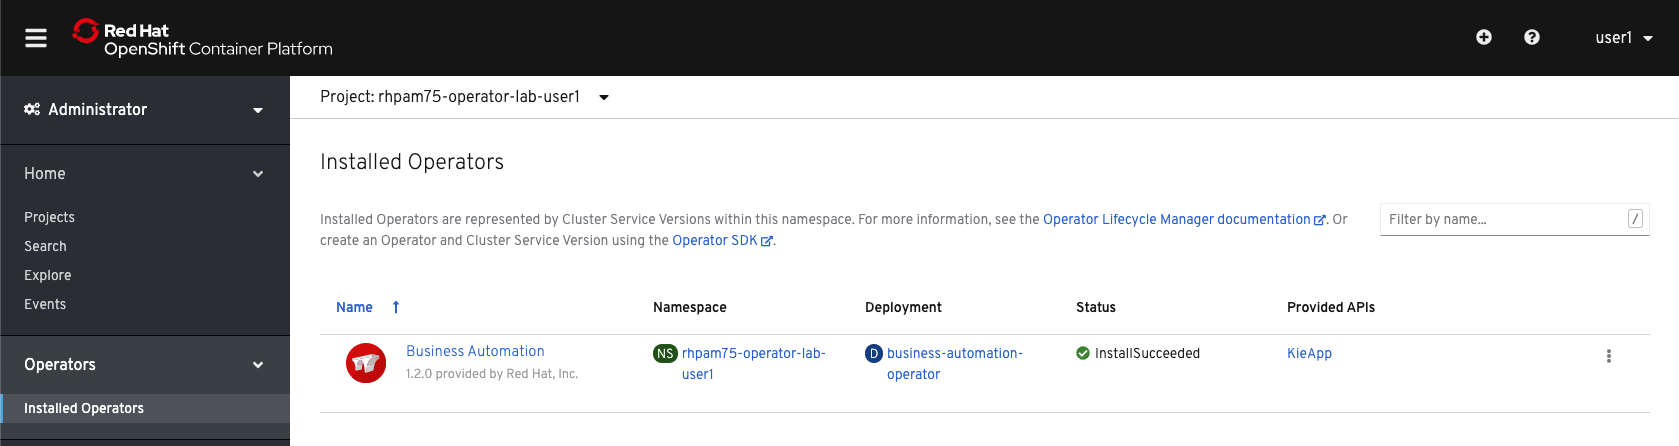 Red Hat
OpenShift Container Platform
user1
Administrator
Home
Projects
Search
Explore
Events
Operators
Installed Operators
Project: rhpam75-operator-lab-user1
Installed Operators
Installed Operators are represented by Cluster Service Versions within this namespace. For more information, see the Operator Lifecycle Manager documentation. Or
create an Operator and Cluster Service Version using the Operator SDK.
Filter by name... /
Name Namespace Deployment Status Provided APIs
Business Automation
1.2.0 provided by Red Hat, Inc.
NS rhpam75-operator-lab-
user1
D business-automation-
operator
InstallSucceeded
KieApp